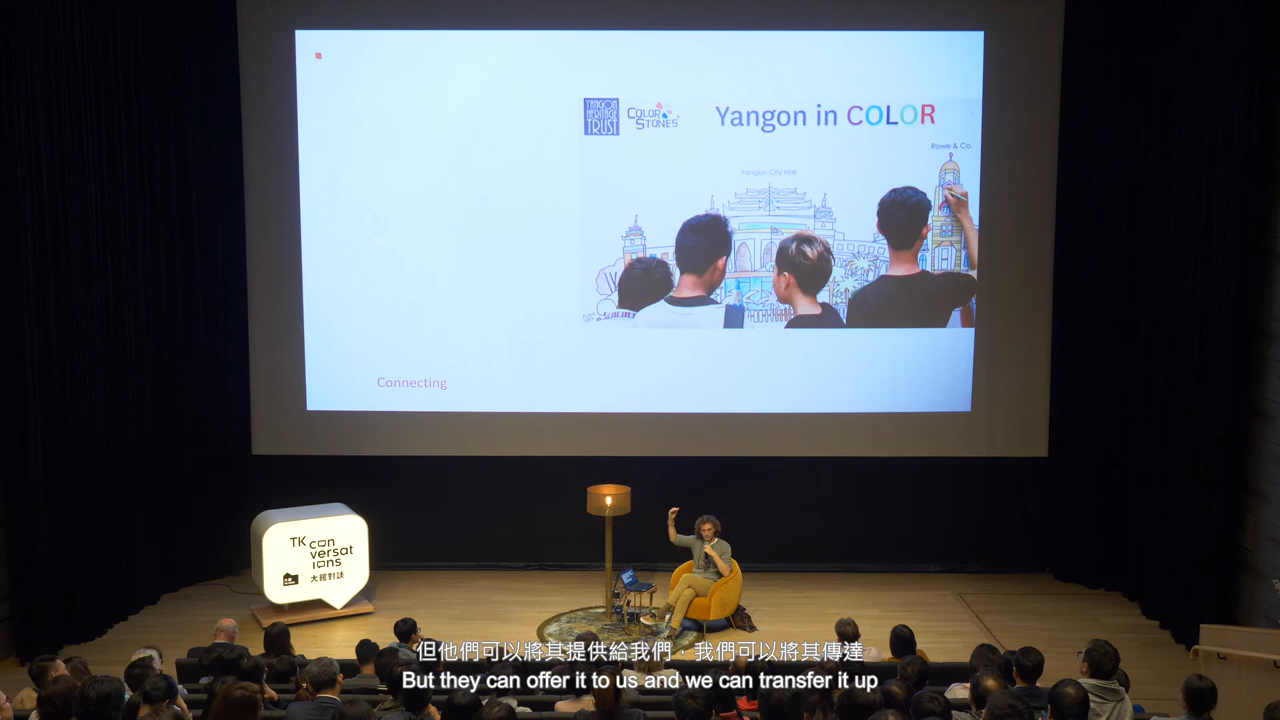 YANGON
HERITAGE
TRUST
COLOR
STONES
Yangon in COLOR
Rowe & Co.
Yangon City Hall
Connecting
TK con
versat
ions
大館對談
但他們可以將其提供給我們，我們可以將其傳達
But they can offer it to us and we can transfer it up